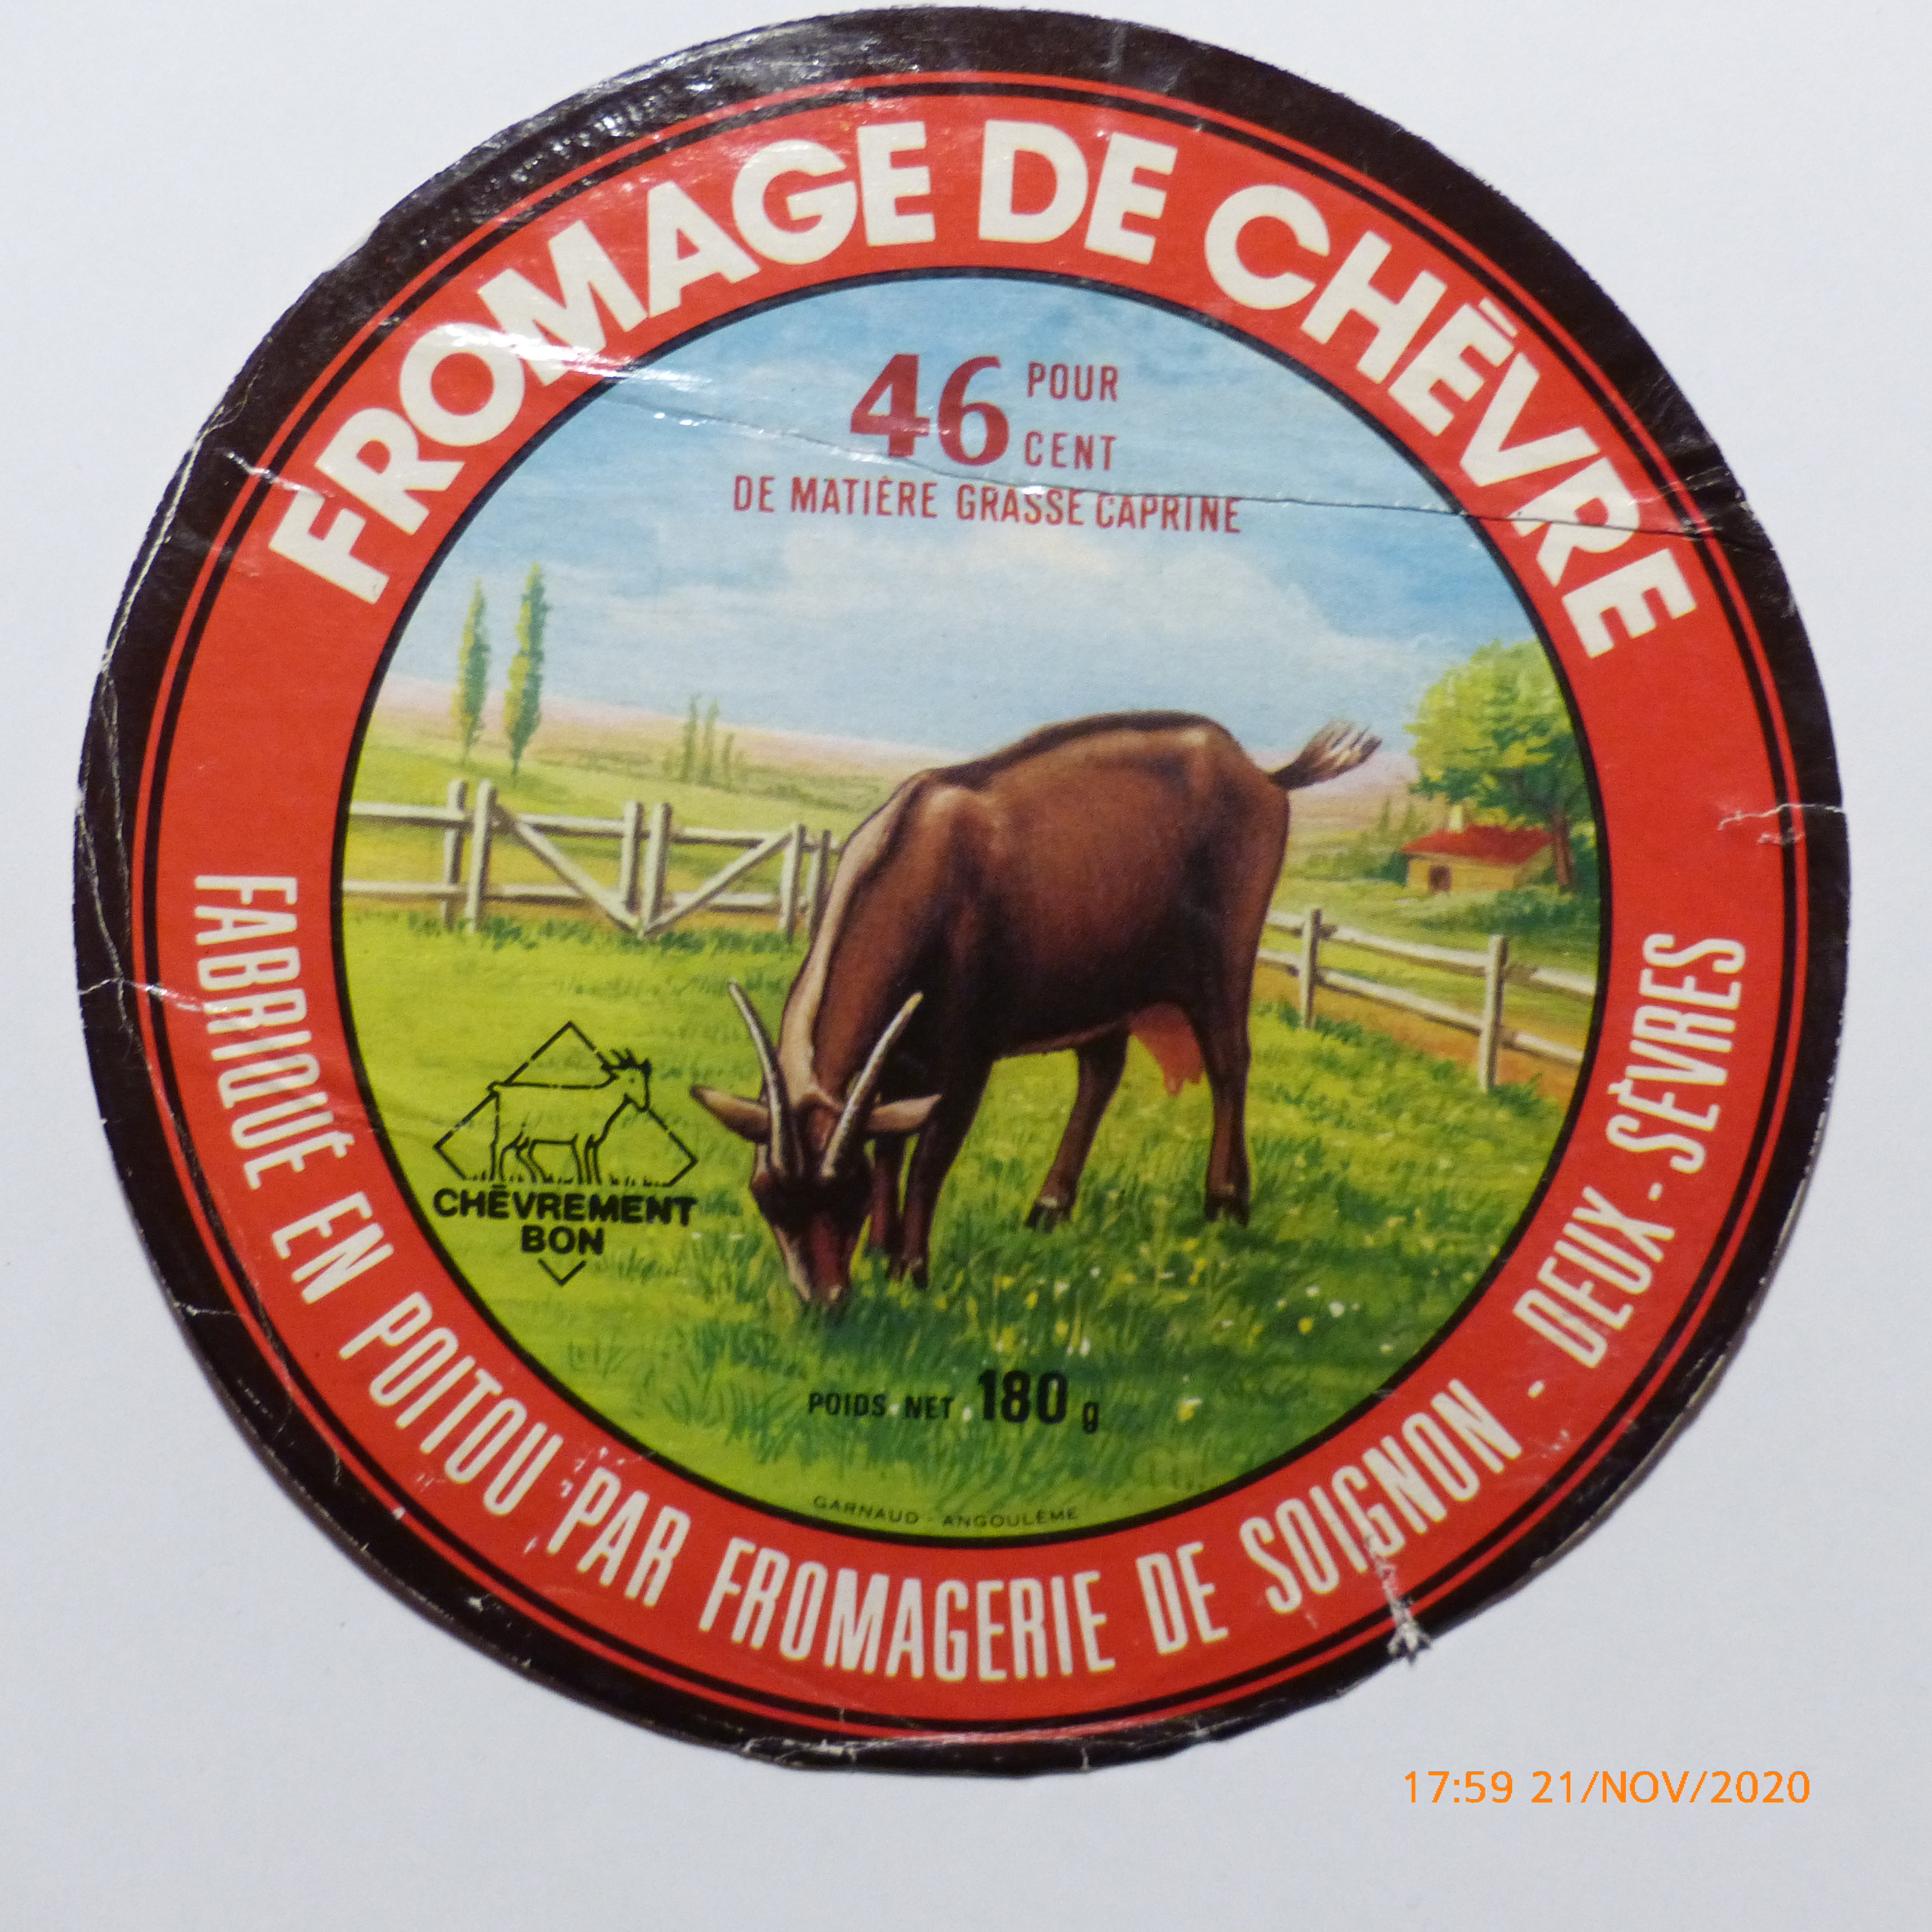 FROMAGE DE CHÈVRE
46 POUR
CENT
DE MATIÈRE GRASSE CAPRINE
CHÈVREMENT
BON
POIDS NET 180 g
GARNAUD - ANGOULÊME
FABRIQUÉ EN POITOU PAR FROMAGERIE DE SOIGNON - DEUX-SÈVRES
17:59 21/NOV/2020